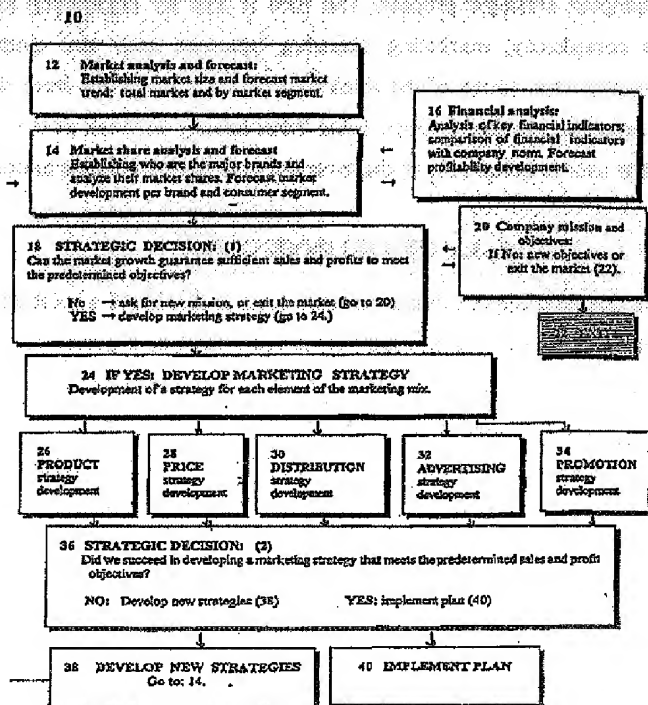 10
12 Market analysis and forecast:
Establishing market size and forecast market
trend: total market and by market segment.
14 Market share analysis and forecast
Establishing who are the major brands and
analyze their market shares. Forecast market
development per brand and consumer segment.
16 Financial analysis:
Analysis of key financial indicators;
comparison of financial indicators
with company norm. Forecast
profitability development.
18 STRATEGIC DECISION: (1)
Can the market growth guarantee sufficient sales and profits to meet
the predetermined objectives?
No → ask for new mission, or exit the market (go to 20)
YES → develop marketing strategy (go to 24.)
20 Company mission and
objectives:
If No: new objectives or
exit the market (22).
24 IF YES: DEVELOP MARKETING STRATEGY
Development of a strategy for each element of the marketing mix.
26
PRODUCT
strategy
development
28
PRICE
strategy
development
30
DISTRIBUTION
strategy
development
32
ADVERTISING
strategy
development
34
PROMOTION
strategy
development
36 STRATEGIC DECISION: (2)
Did we succeed in developing a marketing strategy that meets the predetermined sales and profit
objectives?
NO: Develop new strategies (38) YES: implement plan (40)
38 DEVELOP NEW STRATEGIES
Go to: 14.
40 IMPLEMENT PLAN